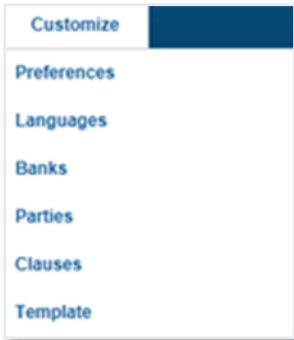 Customize
Preferences
Languages
Banks
Parties
Clauses
Template